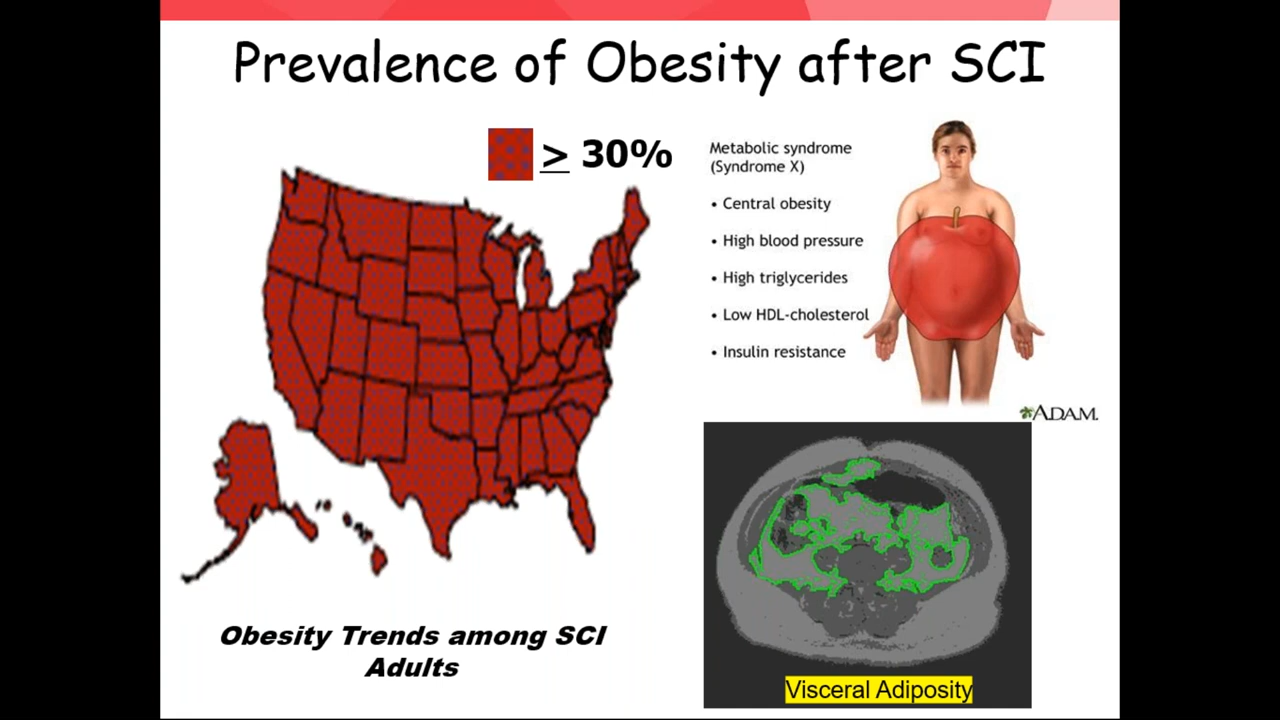 Prevalence of Obesity after SCI
≥ 30%
Metabolic syndrome
(Syndrome X)
• Central obesity
• High blood pressure
• High triglycerides
• Low HDL-cholesterol
• Insulin resistance
ADAM.
Obesity Trends among SCI
Adults
Visceral Adiposity